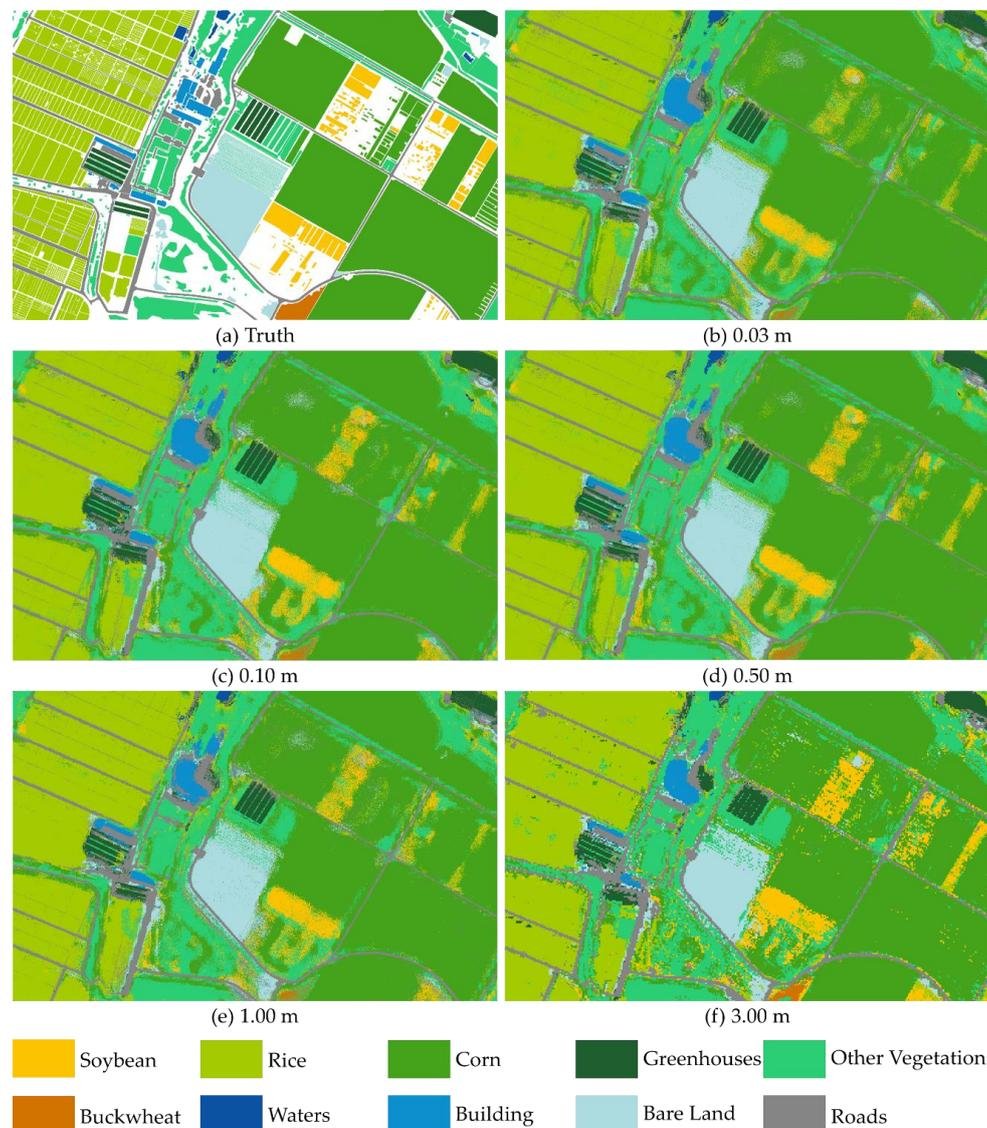 (a) Truth
(b) 0.03 m
(c) 0.10 m
(d) 0.50 m
(e) 1.00 m
(f) 3.00 m
Soybean
Rice
Corn
Greenhouses
Other Vegetation
Buckwheat
Waters
Building
Bare Land
Roads